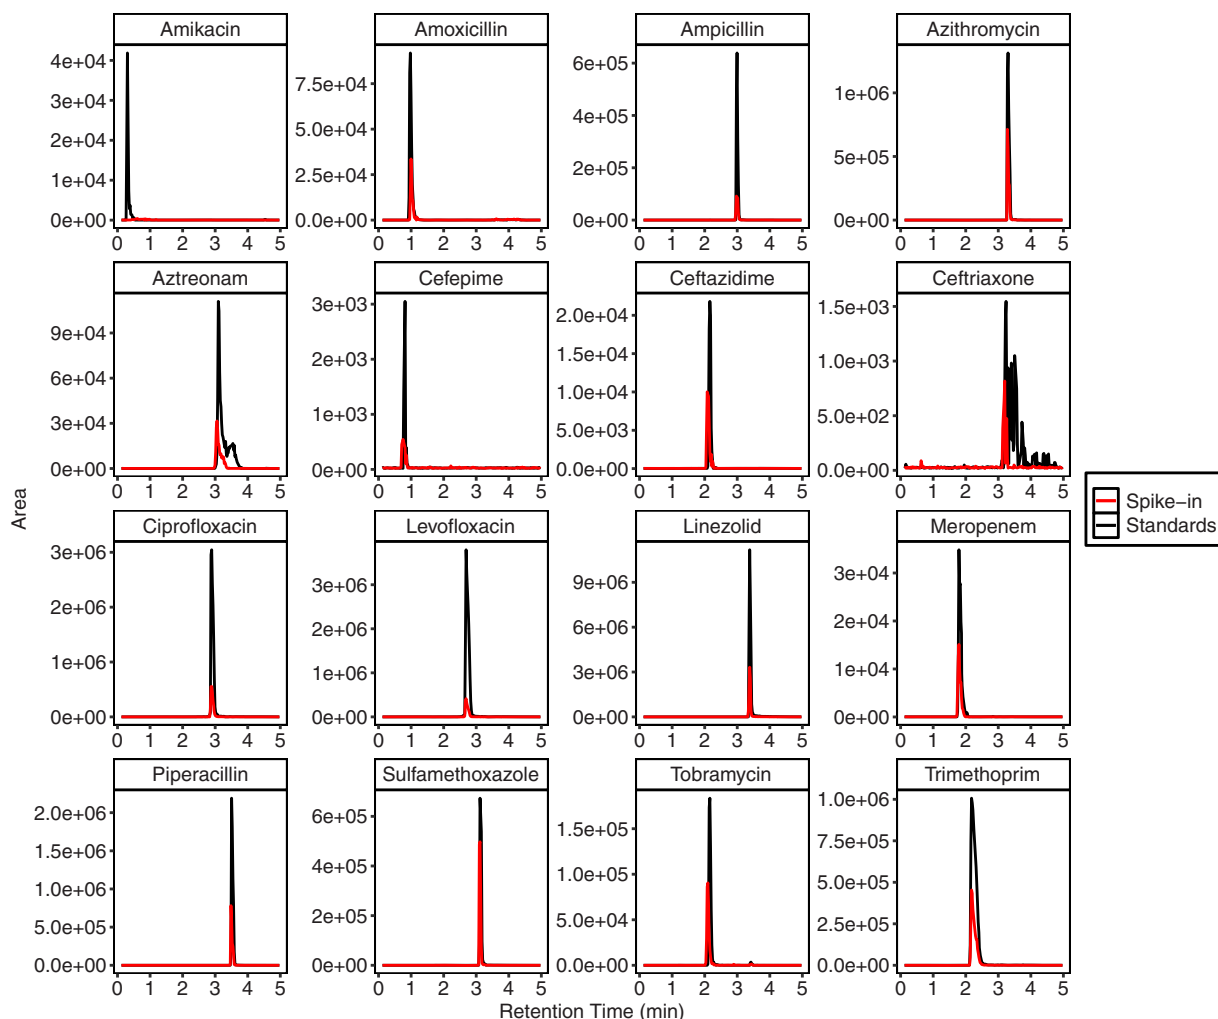 Amikacin Amoxicillin Ampicillin Azithromycin
4e+04
3e+04
2e+04
1e+04
0e+00
0 1 2 3 4 5
7.5e+04
5.0e+04
2.5e+04
0.0e+00
0 1 2 3 4 5
6e+05
4e+05
2e+05
0e+00
0 1 2 3 4 5
1e+06
5e+05
0e+00
0 1 2 3 4 5
Aztreonam Cefepime Ceftazidime Ceftriaxone
9e+04
6e+04
3e+04
0e+00
0 1 2 3 4 5
3e+03
2e+03
1e+03
0e+00
0 1 2 3 4 5
2.0e+04
1.5e+04
1.0e+04
5.0e+03
0.0e+00
0 1 2 3 4 5
1.5e+03
1.0e+03
5.0e+02
0.0e+00
0 1 2 3 4 5
Area
Spike−in
Standards
Ciprofloxacin Levofloxacin Linezolid Meropenem
3e+06
2e+06
1e+06
0e+00
0 1 2 3 4 5
3e+06
2e+06
1e+06
0e+00
0 1 2 3 4 5
9e+06
6e+06
3e+06
0e+00
0 1 2 3 4 5
3e+04
2e+04
1e+04
0e+00
0 1 2 3 4 5
Piperacillin Sulfamethoxazole Tobramycin Trimethoprim
2.0e+06
1.5e+06
1.0e+06
5.0e+05
0.0e+00
0 1 2 3 4 5
6e+05
4e+05
2e+05
0e+00
0 1 2 3 4 5
1.5e+05
1.0e+05
5.0e+04
0.0e+00
0 1 2 3 4 5
1.0e+06
7.5e+05
5.0e+05
2.5e+05
0.0e+00
0 1 2 3 4 5
Retention Time (min)